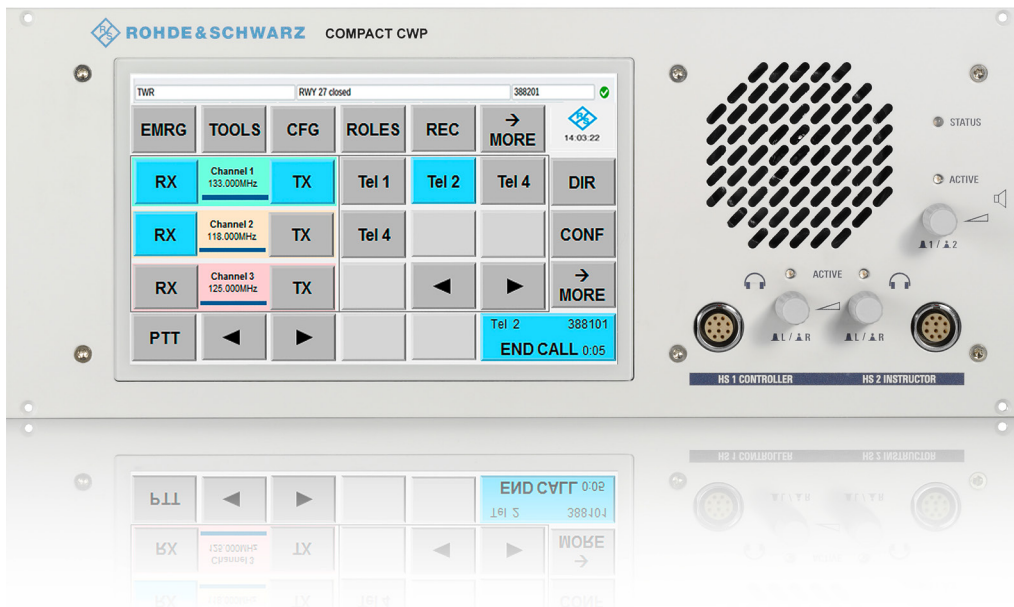 R&S ROHDE&SCHWARZ COMPACT CWP
TWR RWY 27 closed 388201
EMRG TOOLS CFG ROLES REC → MORE R&S 14:03:22
RX Channel 1 133.000MHz TX Tel 1 Tel 2 Tel 4 DIR
RX Channel 2 118.000MHz TX Tel 4 CONF
RX Channel 3 125.000MHz TX ◀ ▶ → MORE
PTT ◀ ▶ Tel 2 388101
END CALL 0:05
STATUS
ACTIVE
1 / 2
ACTIVE
L / R L / R
HS 1 CONTROLLER HS 2 INSTRUCTOR